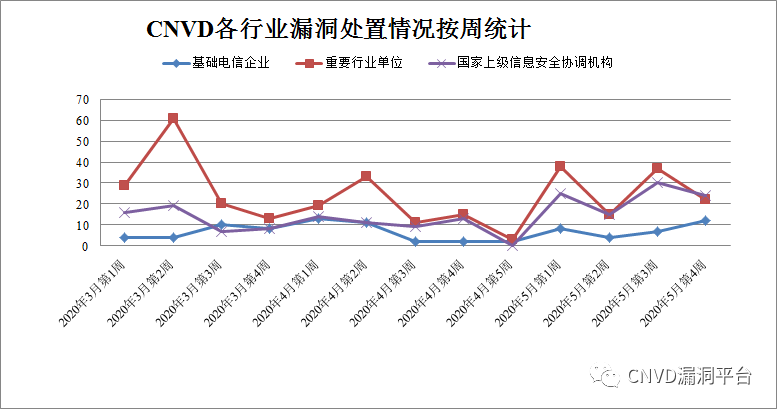 CNVD各行业漏洞处置情况按周统计
基础电信企业 重要行业单位 国家上级信息安全协调机构
70
60
50
40
30
20
10
0
2020年3月第1周
2020年3月第2周
2020年3月第3周
2020年3月第4周
2020年4月第1周
2020年4月第2周
2020年4月第3周
2020年4月第4周
2020年4月第5周
2020年5月第1周
2020年5月第2周
2020年5月第3周
2020年5月第4周
CNVD漏洞平台